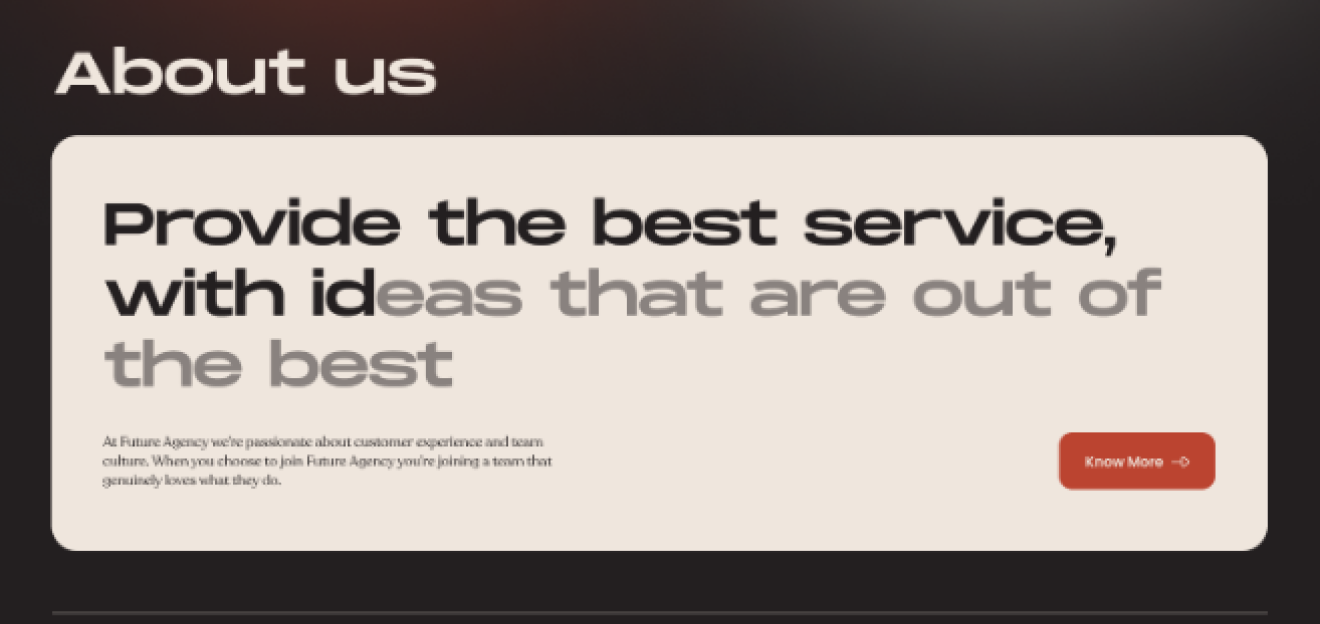 About us
Provide the best service,
with ideas that are out of
the best
At Future Agency we're passionate about customer experience and team
culture. When you choose to join Future Agency you're joining a team that
genuinely loves what they do.
Know More